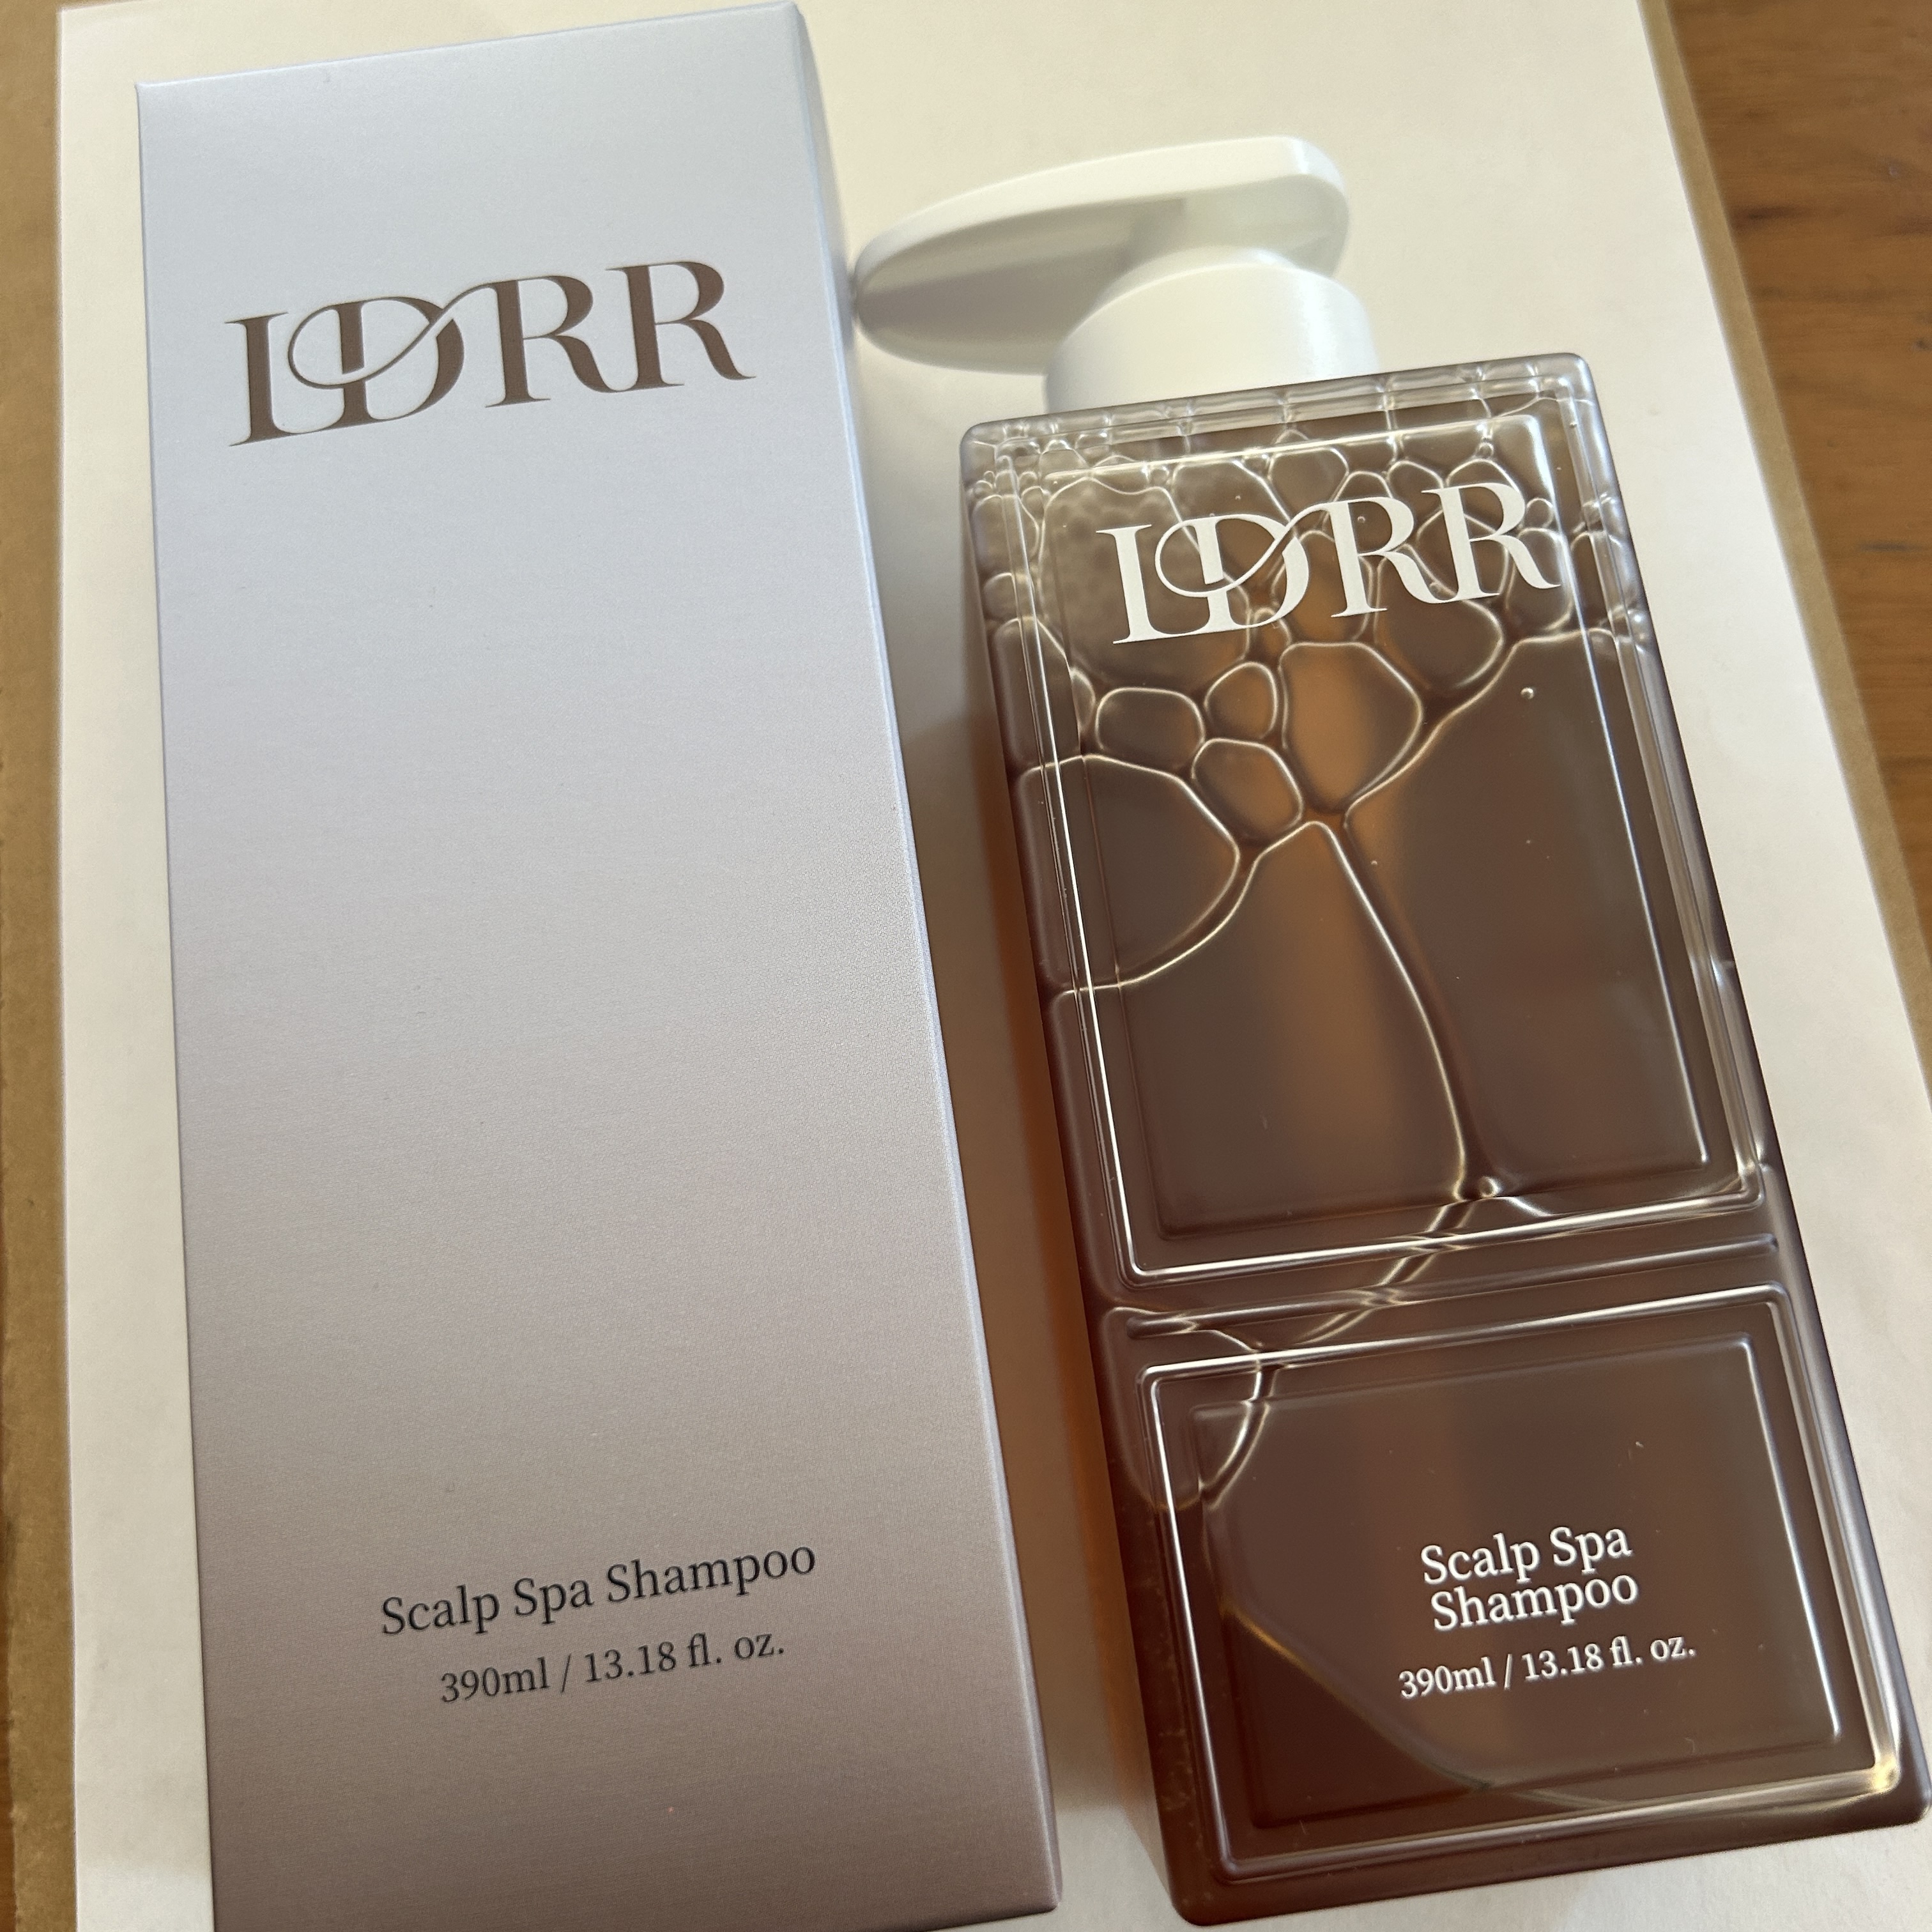 LDRR
Scalp Spa Shampoo
390ml / 13.18 fl. oz.
LDRR
Scalp Spa
Shampoo
390ml / 13.18 fl. oz.